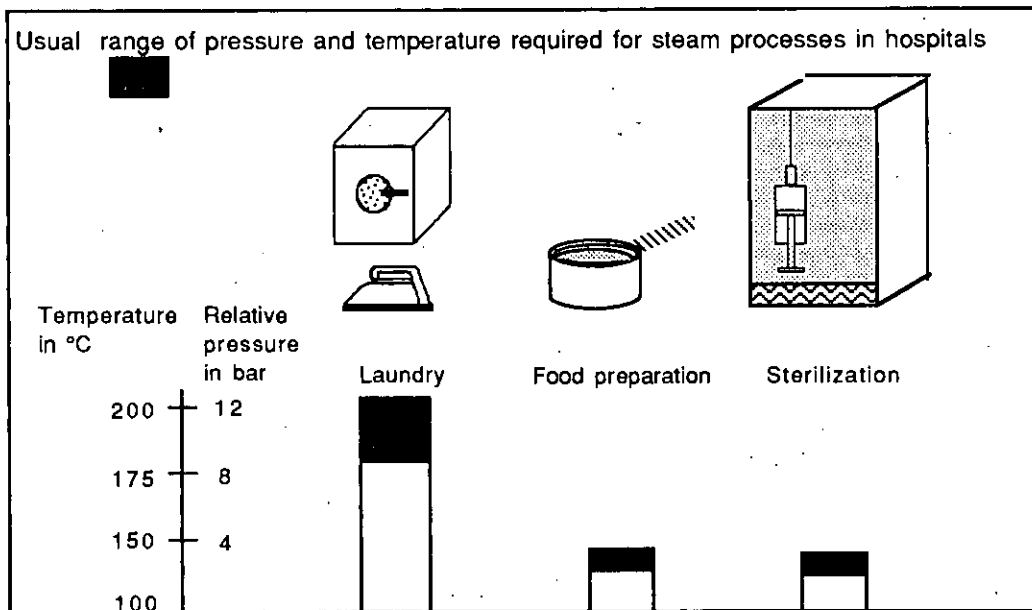 Usual range of pressure and temperature required for steam processes in hospitals
Temperature in °C
Relative pressure in bar
Laundry
Food preparation
Sterilization
200 12
175 8
150 4
100